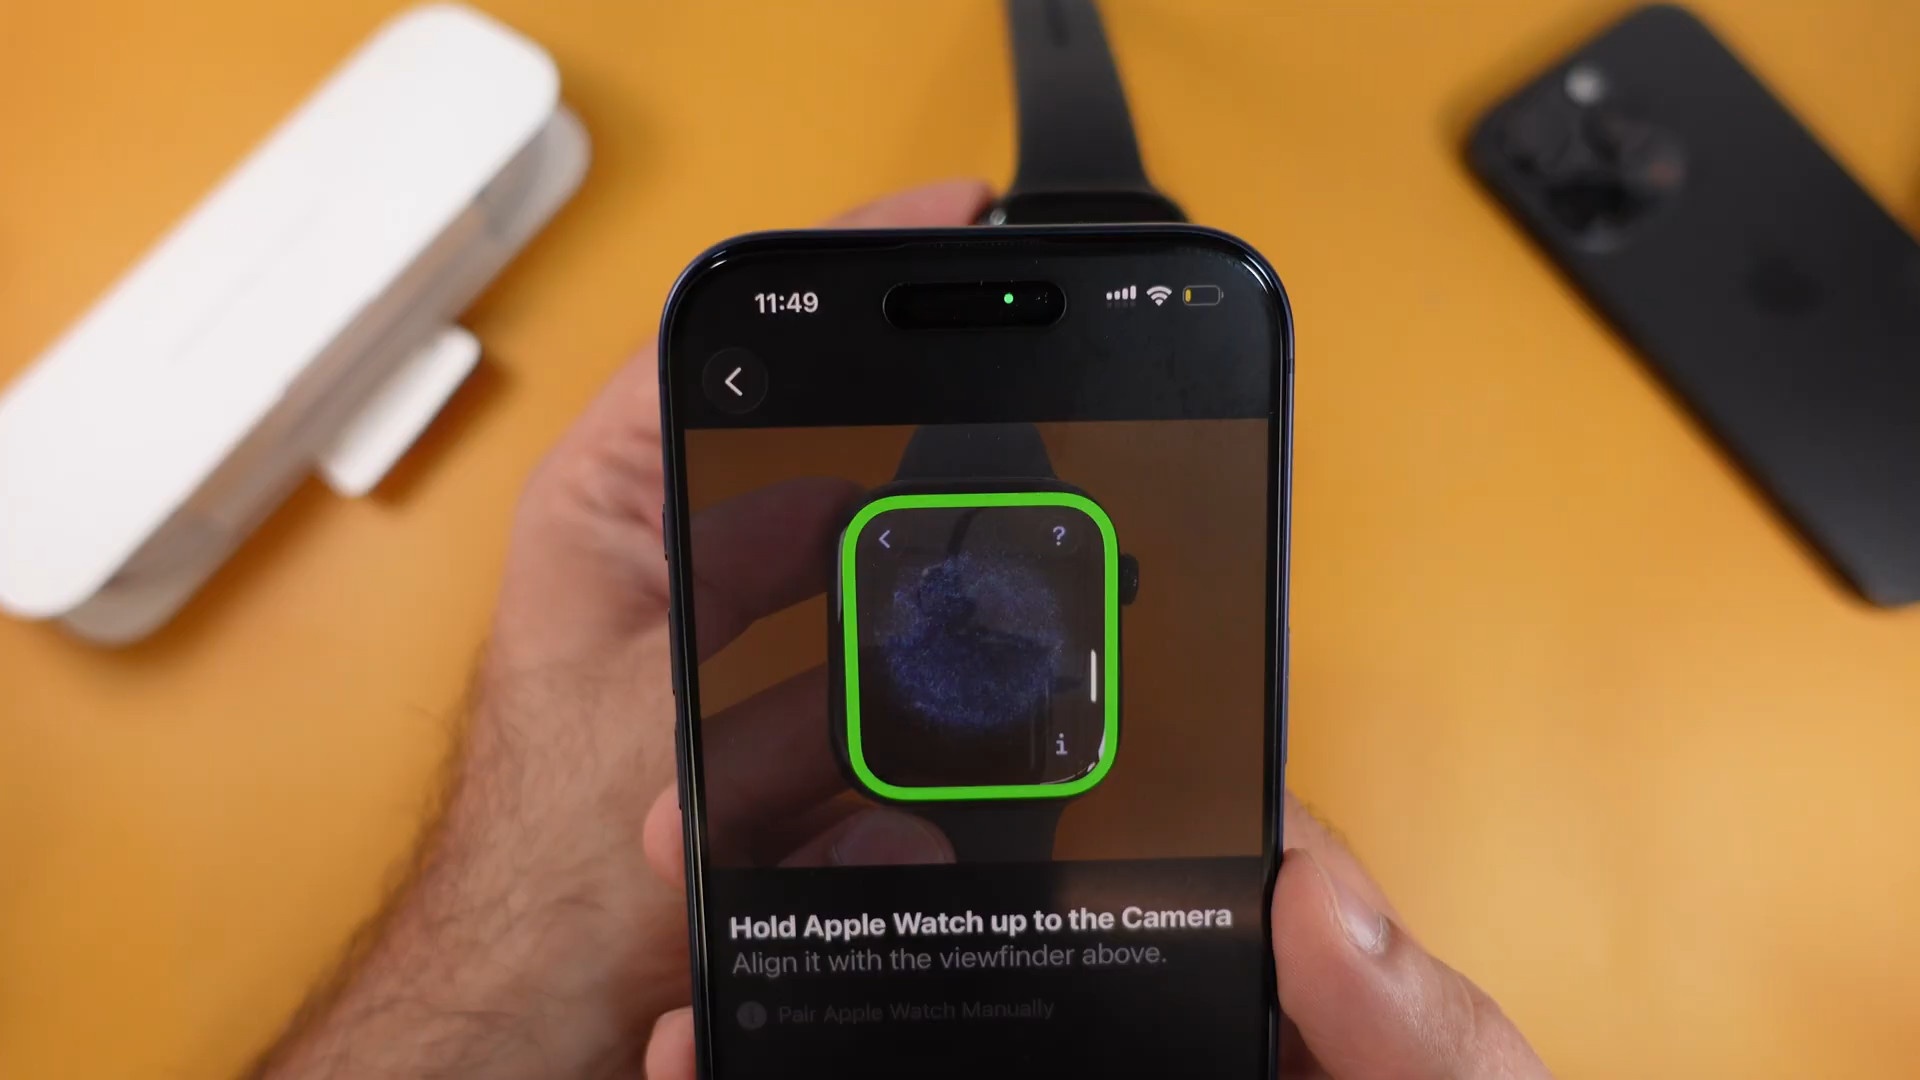 11:49
?
i
Hold Apple Watch up to the Camera
Align it with the viewfinder above.
Pair Apple Watch Manually